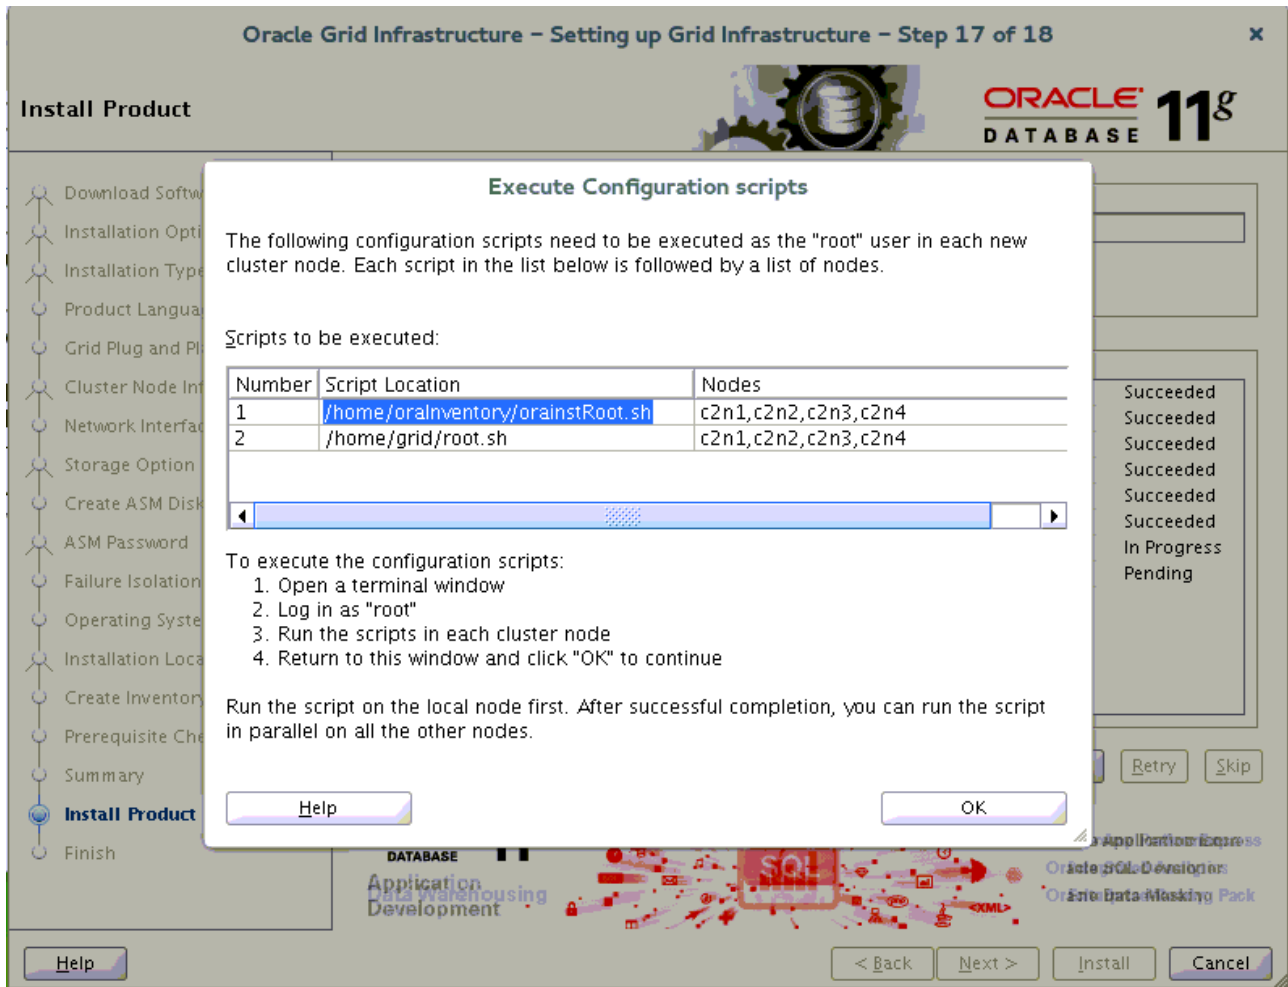 Oracle Grid Infrastructure – Setting up Grid Infrastructure – Step 17 of 18
Install Product
ORACLE
DATABASE
11g
Download Softw
Installation Opti
Installation Type
Product Langua
Grid Plug and Pl
Cluster Node Inf
Network Interfac
Storage Option
Create ASM Disk
ASM Password
Failure Isolation
Operating Syste
Installation Loca
Create Inventory
Prerequisite Che
Summary
Install Product
Finish
Execute Configuration scripts
The following configuration scripts need to be executed as the "root" user in each new
cluster node. Each script in the list below is followed by a list of nodes.
Scripts to be executed:
Number Script Location Nodes
1 /home/oraInventory/orainstRoot.sh c2n1,c2n2,c2n3,c2n4
2 /home/grid/root.sh c2n1,c2n2,c2n3,c2n4
To execute the configuration scripts:
1. Open a terminal window
2. Log in as "root"
3. Run the scripts in each cluster node
4. Return to this window and click "OK" to continue
Run the script on the local node first. After successful completion, you can run the script
in parallel on all the other nodes.
Help OK
Succeeded
Succeeded
Succeeded
Succeeded
Succeeded
Succeeded
In Progress
Pending
Retry Skip
DATABASE
Application
Data Warehousing
Development
SQL
<XML>
Help < Back Next > Install Cancel